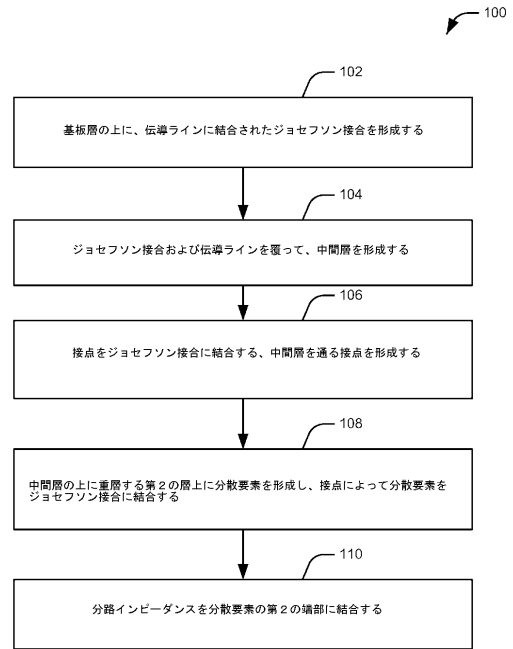 100
102
基板層の上に、伝導ラインに結合されたジョセフソン接合を形成する
104
ジョセフソン接合および伝導ラインを覆って、中間層を形成する
106
接点をジョセフソン接合に結合する、中間層を通る接点を形成する
108
中間層の上に重層する第２の層上に分散要素を形成し、接点によって分散要素を
ジョセフソン接合に結合する
110
分路インピーダンスを分散要素の第２の端部に結合する